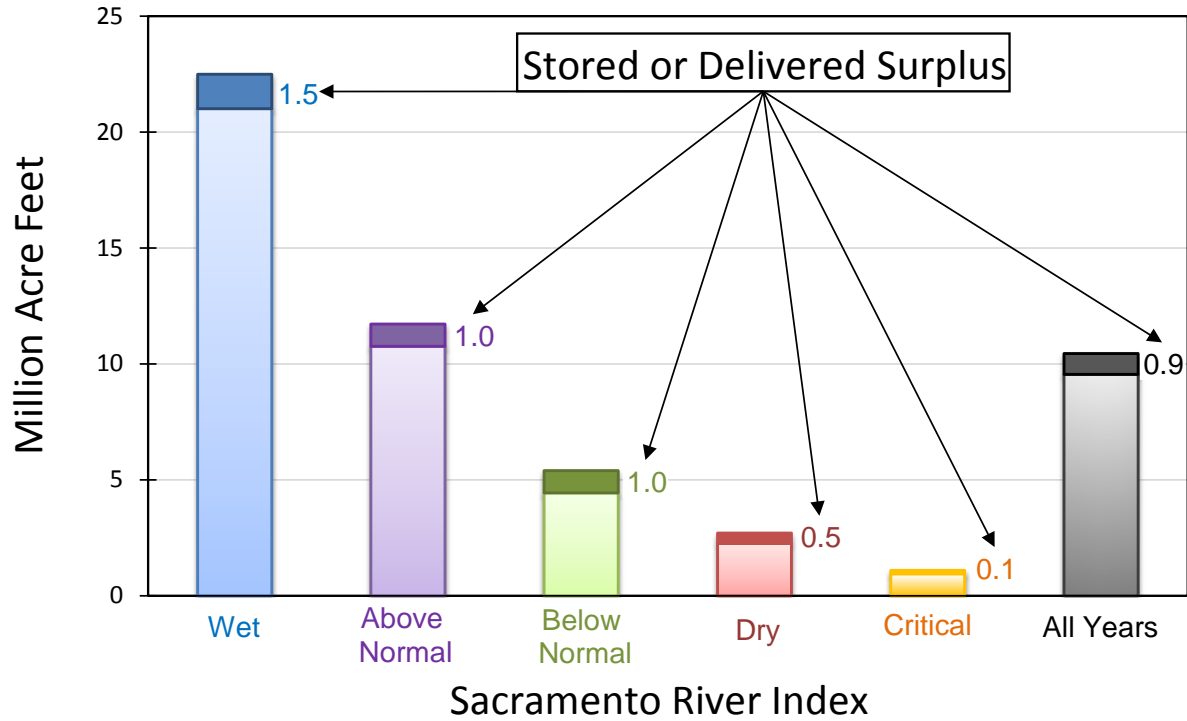 Million Acre Feet
25
20
15
10
5
0
Stored or Delivered Surplus
1.5
1.0
1.0
0.5
0.1
0.9
Wet
Above
Normal
Below
Normal
Dry
Critical
All Years
Sacramento River Index